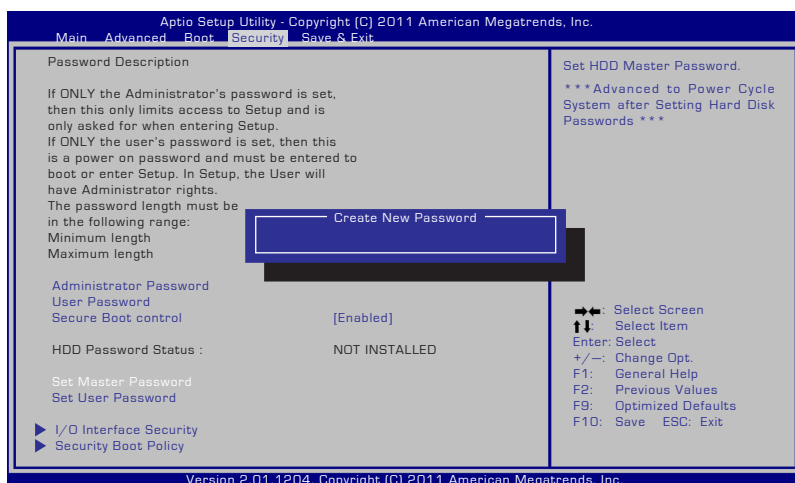 Aptio Setup Utility - Copyright (C) 2011 American Megatrends, Inc.
Main Advanced Boot Security Save & Exit
Password Description
If ONLY the Administrator's password is set,
then this only limits access to Setup and is
only asked for when entering Setup.
If ONLY the user's password is set, then this
is a power on password and must be entered to
boot or enter Setup. In Setup, the User will
have Administrator rights.
The password length must be
in the following range:
Minimum length
Maximum length
Create New Password
Administrator Password
User Password
Secure Boot control [Enabled]
HDD Password Status : NOT INSTALLED
Set Master Password
Set User Password
I/O Interface Security
Security Boot Policy
Set HDD Master Password.
***Advanced to Power Cycle
System after Setting Hard Disk
Passwords ***
→←: Select Screen
↑↓: Select Item
Enter: Select
+/—: Change Opt.
F1: General Help
F2: Previous Values
F9: Optimized Defaults
F10: Save ESC: Exit
Version 2.01.1204. Copyright (C) 2011 American Megatrends, Inc.